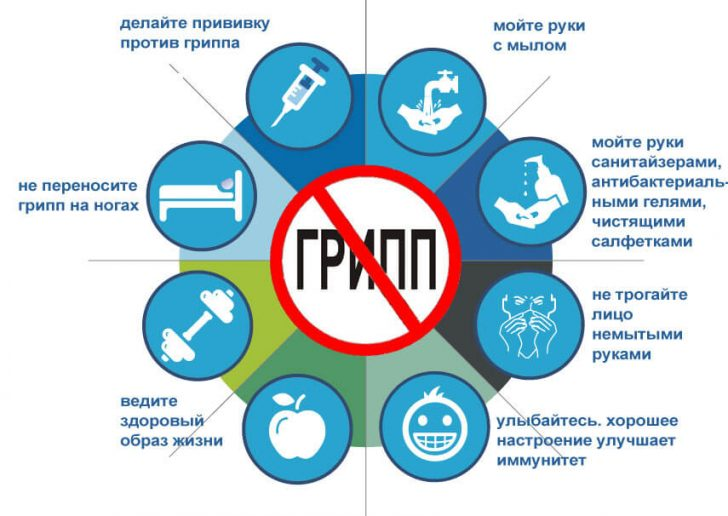 делайте прививку
против гриппа
мойте руки
с мылом
мойте руки
санитайзерами,
антибактериаль-
ными гелями,
чистящими
салфетками
не переносите
грипп на ногах
ГРИПП
не трогайте
лицо
немытыми
руками
ведите
здоровый
образ жизни
улыбайтесь. хорошее
настроение улучшает
иммунитет